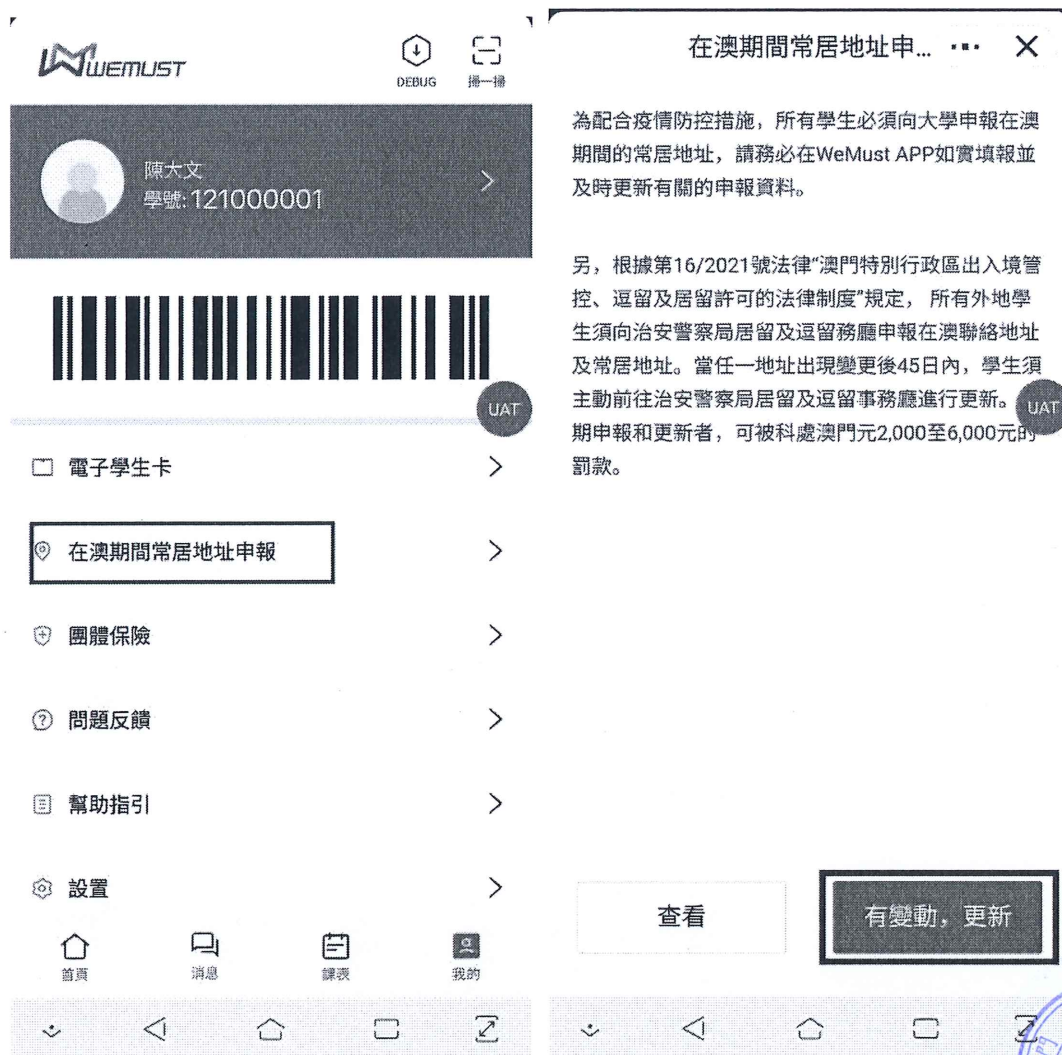 WEMUST
DEBUG
掃一掃
陳大文
學號:121000001
UAT
電子學生卡
在澳期間常居地址申報
團體保險
問題反饋
幫助指引
設置
首頁
消息
課表
我的
在澳期間常居地址申...
為配合疫情防控措施，所有學生必須向大學申報在澳
期間的常居地址，請務必在WeMust APP如實填報並
及時更新有關的申報資料。
另，根據第16/2021號法律“澳門特別行政區出入境管
控、逗留及居留許可的法律制度”規定， 所有外地學
生須向治安警察局居留及逗留務廳申報在澳聯絡地址
及常居地址。當任一地址出現變更後45日內，學生須
主動前往治安警察局居留及逗留事務廳進行更新。
UAT
期申報和更新者，可被科處澳門元2,000至6,000元的
罰款。
查看
有變動，更新
門